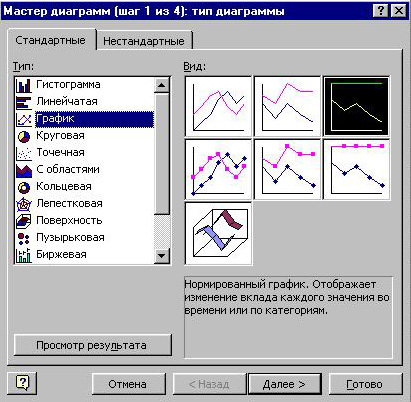 Мастер диаграмм (шаг 1 из 4): тип диаграммы
Стандартные
Нестандартные
Тип:
Гистограмма
Линейчатая
График
Круговая
Точечная
С областями
Кольцевая
Лепестковая
Поверхность
Пузырьковая
Биржевая
Вид:
Нормированный график. Отображает
изменение вклада каждого значения во
времени или по категориям.
Просмотр результата
Отмена
< Назад
Далее >
Готово